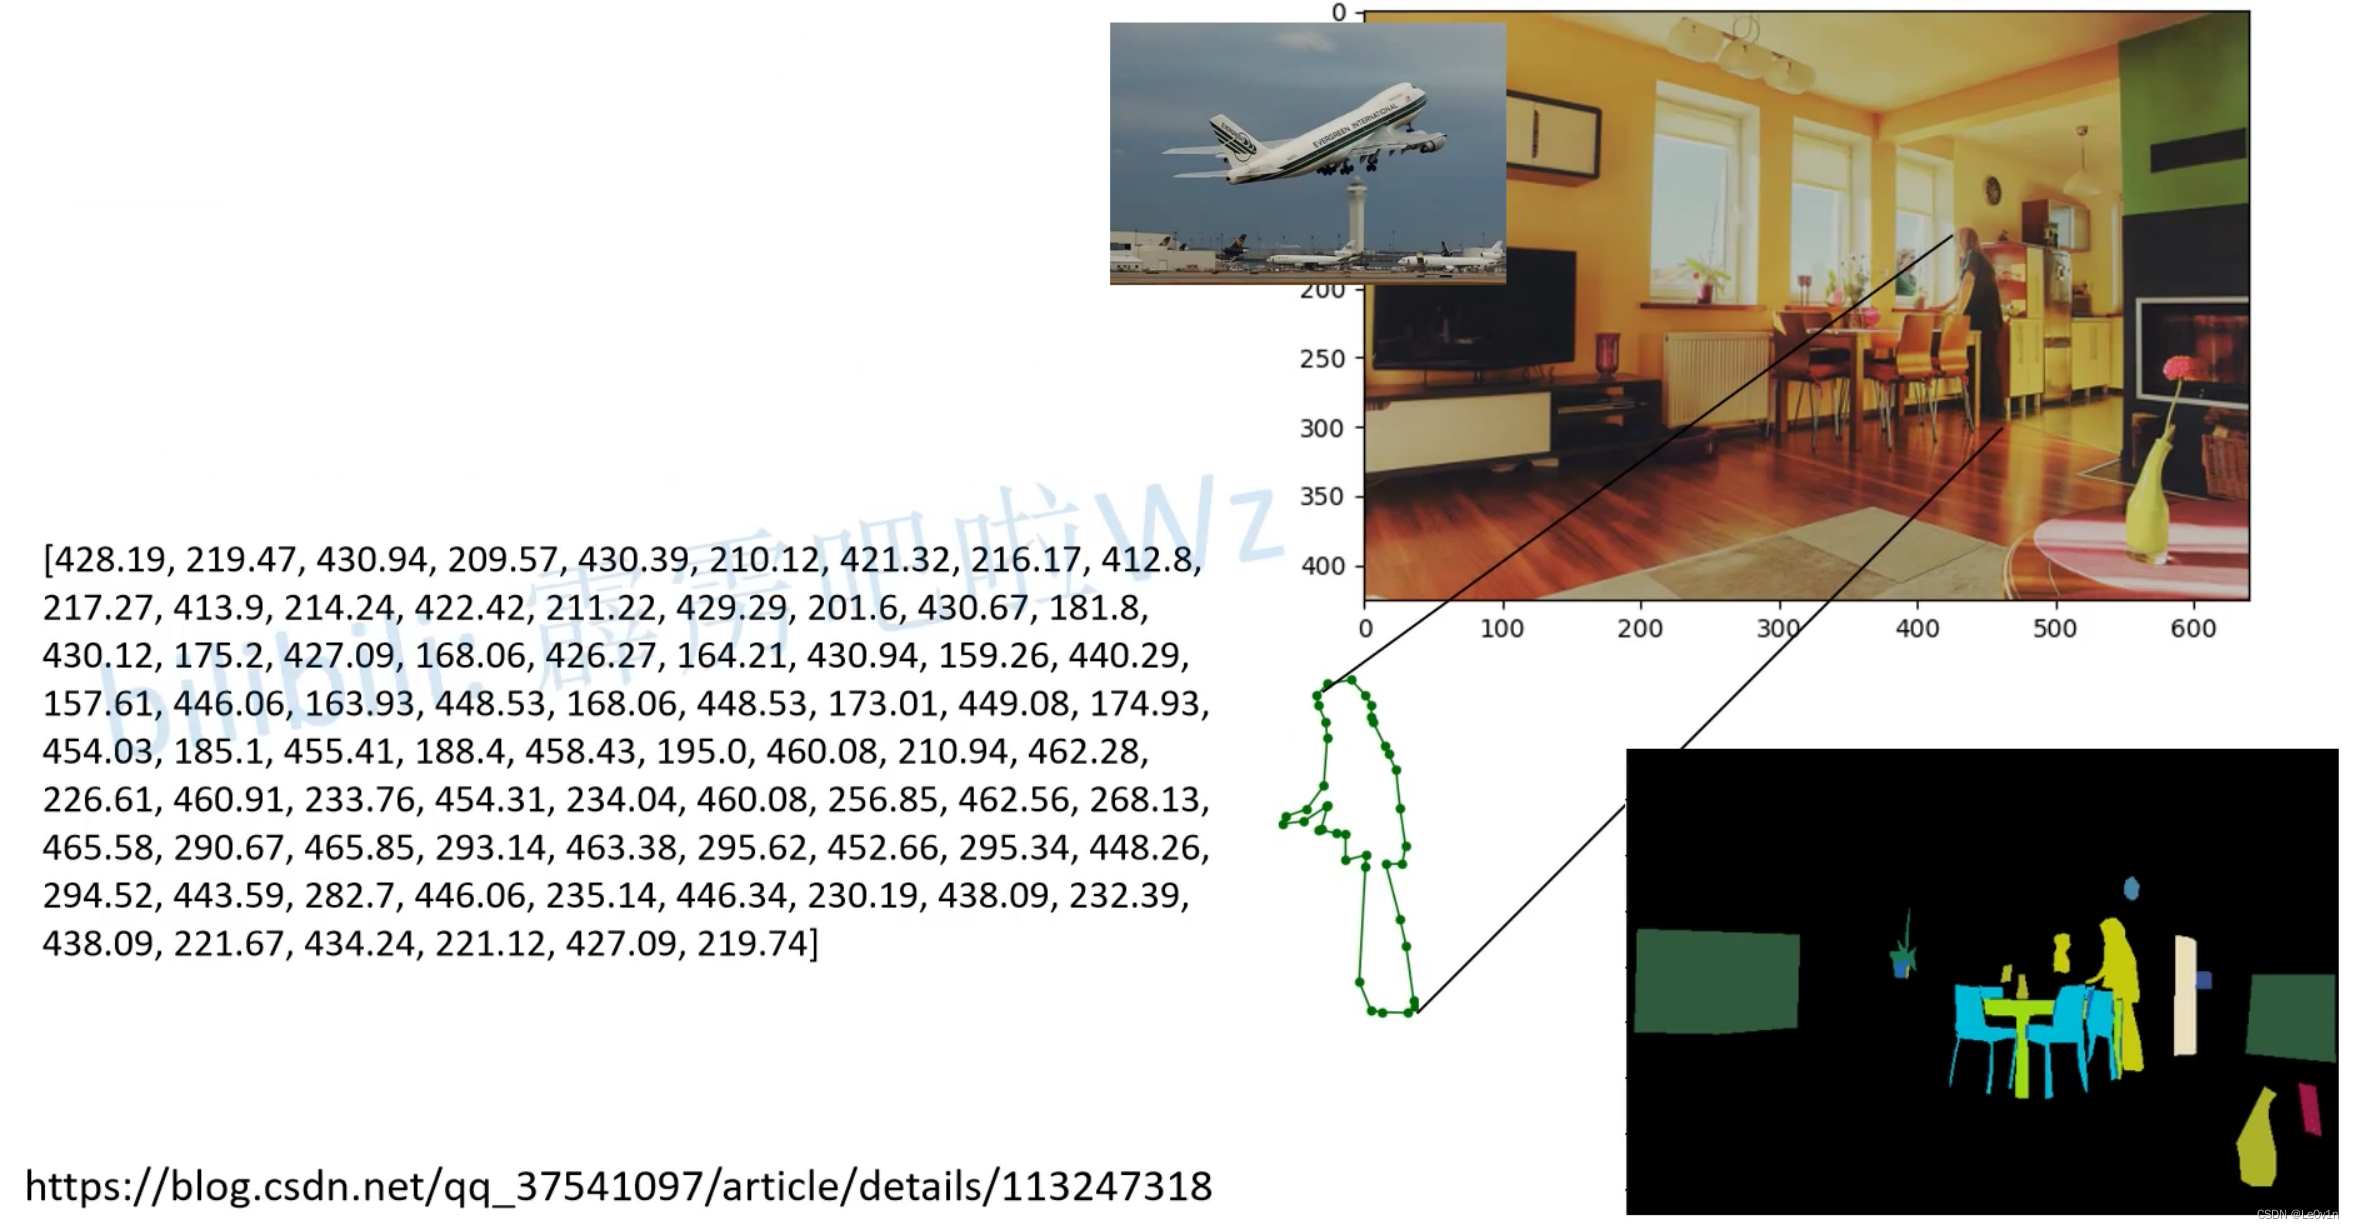 0
EVERGREEN INTERNATIONAL
200
250
300
350
400
0 100 200 300 400 500 600
[428.19, 219.47, 430.94, 209.57, 430.39, 210.12, 421.32, 216.17, 412.8,
217.27, 413.9, 214.24, 422.42, 211.22, 429.29, 201.6, 430.67, 181.8,
430.12, 175.2, 427.09, 168.06, 426.27, 164.21, 430.94, 159.26, 440.29,
157.61, 446.06, 163.93, 448.53, 168.06, 448.53, 173.01, 449.08, 174.93,
454.03, 185.1, 455.41, 188.4, 458.43, 195.0, 460.08, 210.94, 462.28,
226.61, 460.91, 233.76, 454.31, 234.04, 460.08, 256.85, 462.56, 268.13,
465.58, 290.67, 465.85, 293.14, 463.38, 295.62, 452.66, 295.34, 448.26,
294.52, 443.59, 282.7, 446.06, 235.14, 446.34, 230.19, 438.09, 232.39,
438.09, 221.67, 434.24, 221.12, 427.09, 219.74]
bilibili: 霹雳吧啦Wz
https://blog.csdn.net/qq_37541097/article/details/113247318
CSDN @Le0v1n